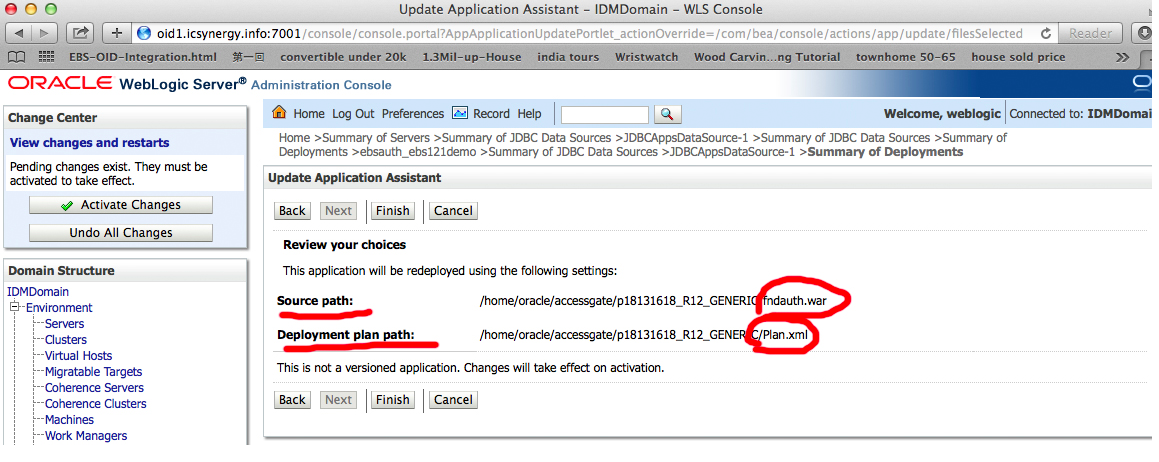 Update Application Assistant – IDMDomain – WLS Console
oid1.icsynergy.info:7001/console/console.portal?AppApplicationUpdatePortlet_actionOverride=/com/bea/console/actions/app/update/filesSelected
Reader
EBS-OID-Integration.html 第一日 convertible under 20k 1.3Mil-up-House india tours Wristwatch Wood Carvin...ng Tutorial townhome 50-65 house sold price
ORACLE WebLogic Server® Administration Console
Change Center
View changes and restarts
Pending changes exist. They must be
activated to take effect.
Activate Changes
Undo All Changes
Domain Structure
IDMDomain
Environment
Servers
Clusters
Virtual Hosts
Migratable Targets
Coherence Servers
Coherence Clusters
Machines
Work Managers
Home Log Out Preferences Record Help
Welcome, weblogic Connected to: IDMDomai
Home >Summary of Servers >Summary of JDBC Data Sources >JDBCAppsDataSource-1 >Summary of JDBC Data Sources >Summary of
Deployments >ebsauth_ebs121demo >Summary of JDBC Data Sources >JDBCAppsDataSource-1 >Summary of Deployments
Update Application Assistant
Back Next Finish Cancel
Review your choices
This application will be redeployed using the following settings:
Source path: /home/oracle/accessgate/p18131618_R12_GENERIC/fndauth.war
Deployment plan path: /home/oracle/accessgate/p18131618_R12_GENERIC/Plan.xml
This is not a versioned application. Changes will take effect on activation.
Back Next Finish Cancel